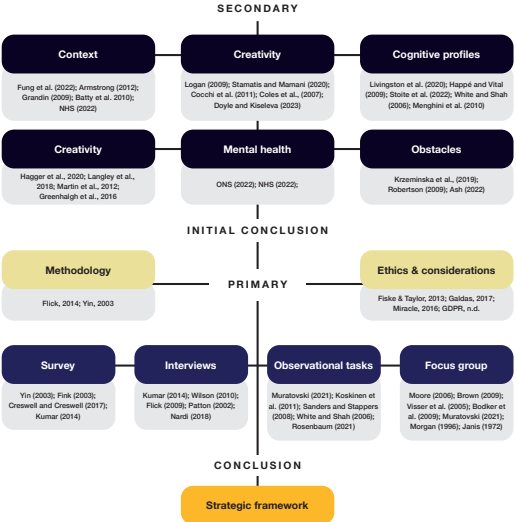 SECONDARY
Context
Fung et al. (2022); Armstrong (2012);
Grandin (2009); Batty et al. 2010);
NHS (2022)
Creativity
Logan (2009); Stamatis and Mamani (2020);
Cocchi et al. (2011); Coles et al., (2007);
Doyle and Kiseleva (2023)
Cognitive profiles
Livingston et al. (2020); Happé and Vital
(2009); Stoite et al. (2022); White and Shah
(2006); Menghini et al. (2010)
Creativity
Hagger et al., 2020; Langley et al.,
2018; Martin et al., 2012;
Greenhalgh et al., 2016
Mental health
ONS (2022); NHS (2022);
Obstacles
Krzeminska et al., (2019);
Robertson (2009); Ash (2022)
INITIAL CONCLUSION
Methodology
Flick, 2014; Yin, 2003
PRIMARY
Ethics & considerations
Fiske & Taylor, 2013; Galdas, 2017;
Miracle, 2016; GDPR, n.d.
Survey
Yin (2003); Fink (2003);
Creswell and Creswell (2017);
Kumar (2014)
Interviews
Kumar (2014); Wilson (2010);
Flick (2009); Patton (2002);
Nardi (2018)
Observational tasks
Muratovski (2021); Koskinen
et al. (2011); Sanders and Stappers
(2008); White and Shah (2006);
Rosenbaum (2021)
Focus group
Moore (2006); Brown (2009);
Visser et al. (2005); Bodker et
al. (2009); Muratovski (2021);
Morgan (1996); Janis (1972)
CONCLUSION
Strategic framework